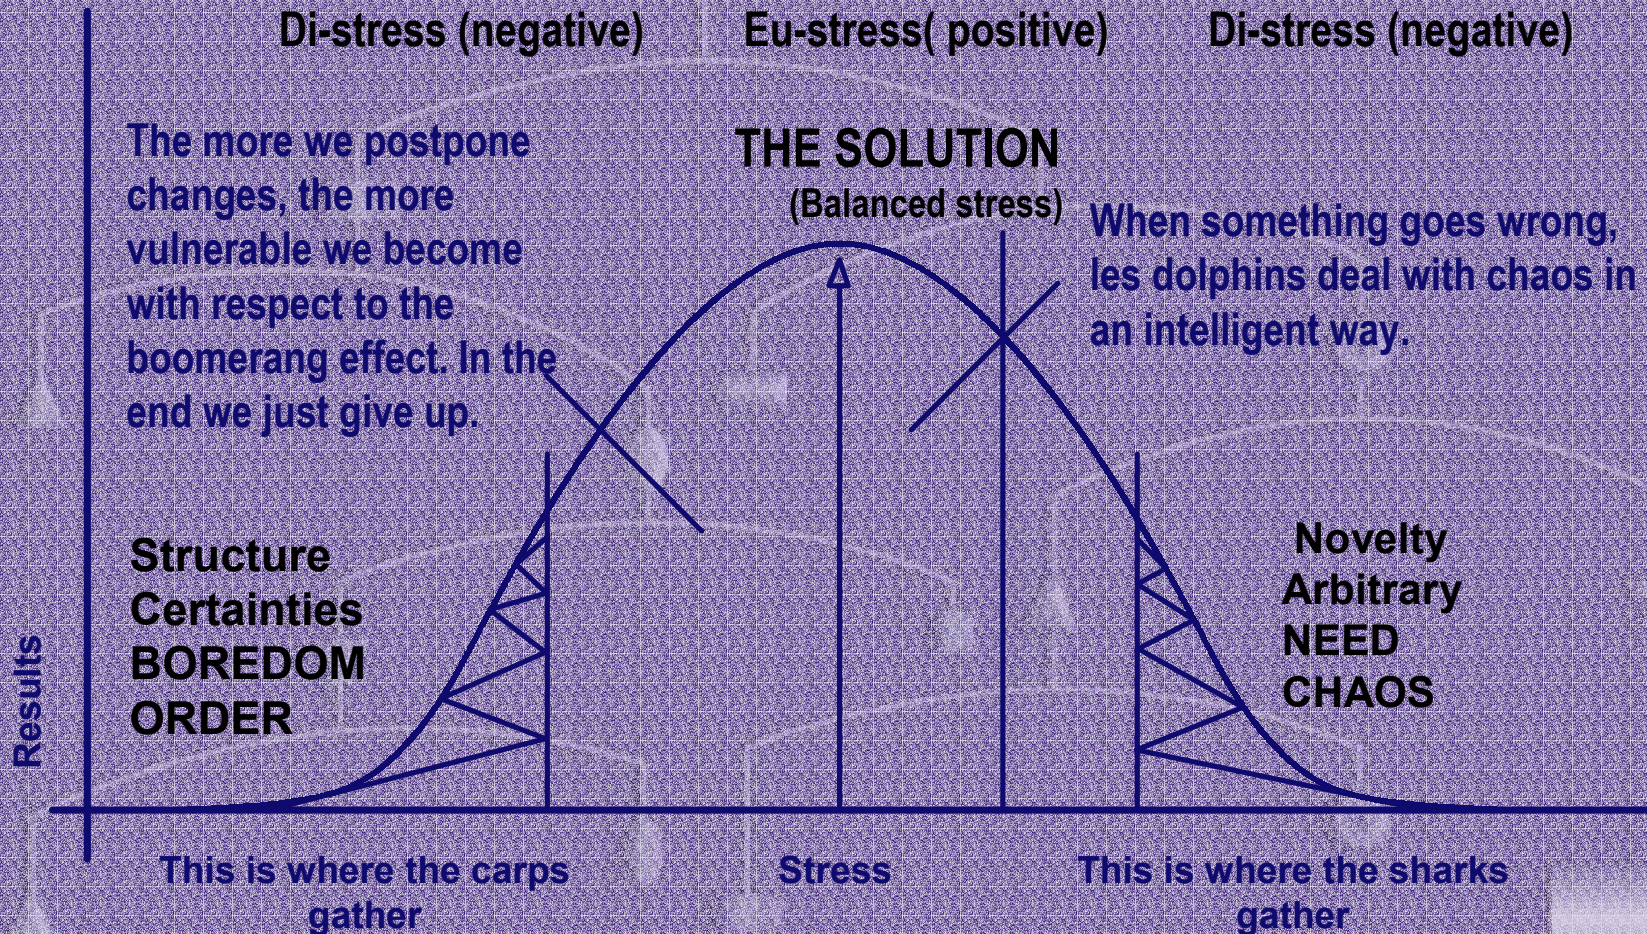 Di-stress (negative)
Eu-stress( positive)
Di-stress (negative)
The more we postpone
changes, the more
vulnerable we become
with respect to the
boomerang effect. In the
end we just give up.
THE SOLUTION
(Balanced stress)
When something goes wrong,
les dolphins deal with chaos in
an intelligent way.
Structure
Certainties
BOREDOM
ORDER
Novelty
Arbitrary
NEED
CHAOS
Results
This is where the carps
gather
Stress
This is where the sharks
gather